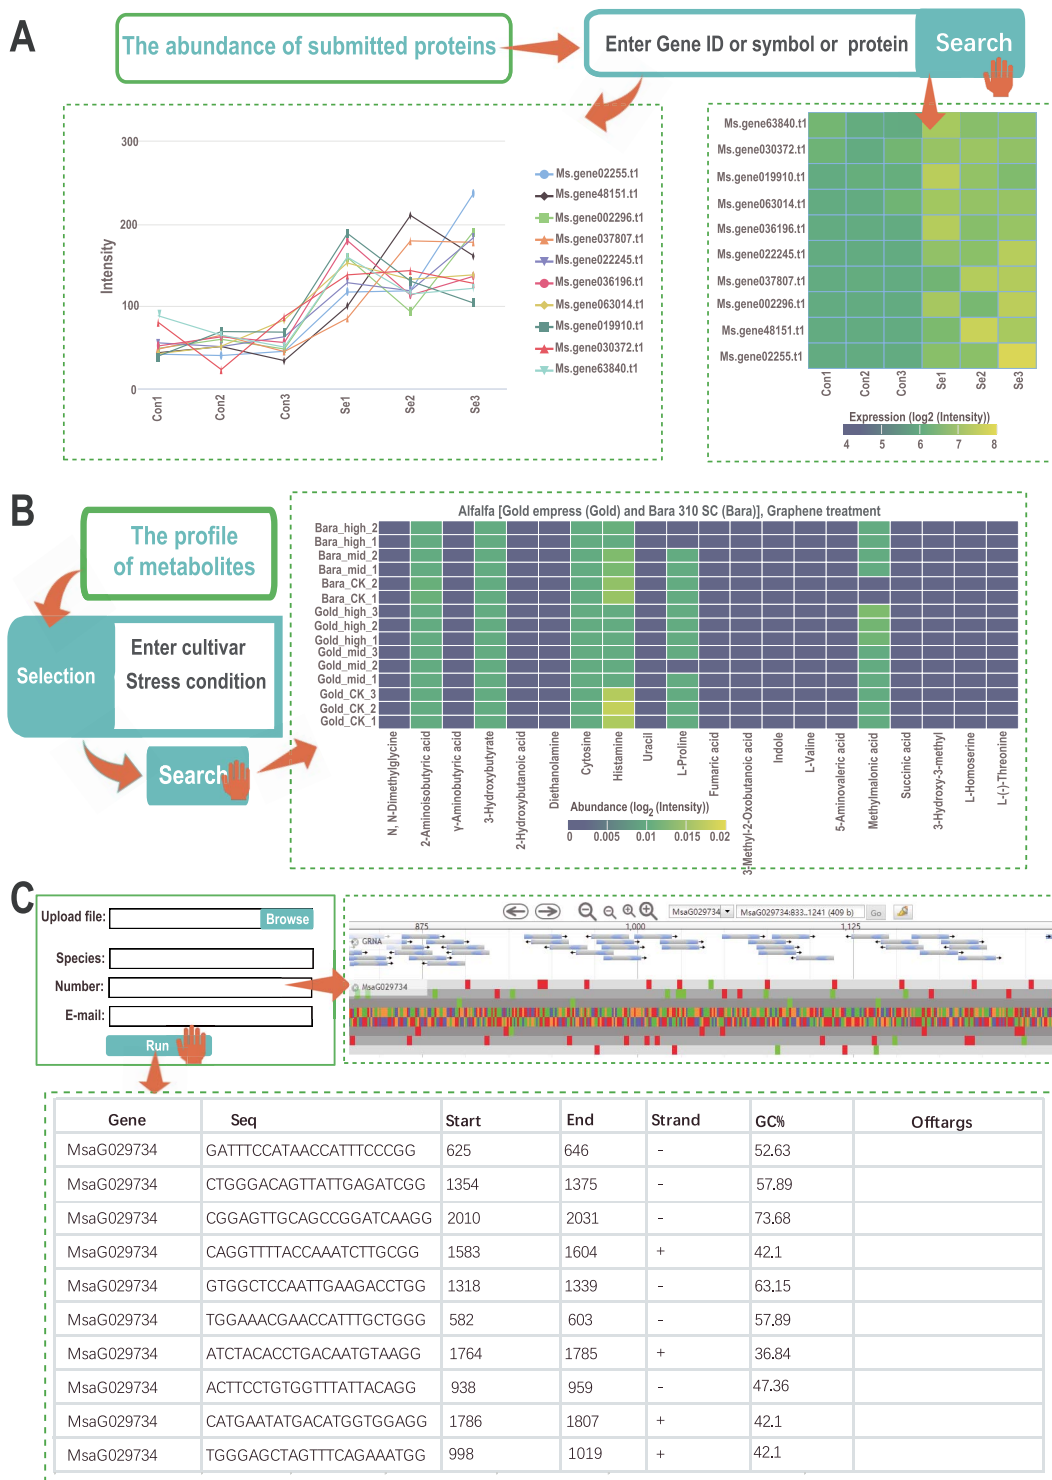 A
The abundance of submitted proteins
Enter Gene ID or symbol or protein
Search
300
200
100
0
Intensity
Con1
Con2
Con3
Se1
Se2
Se3
Ms.gene02255.t1
Ms.gene48151.t1
Ms.gene002296.t1
Ms.gene037807.t1
Ms.gene022245.t1
Ms.gene036196.t1
Ms.gene063014.t1
Ms.gene019910.t1
Ms.gene030372.t1
Ms.gene63840.t1
Ms.gene63840.t1
Ms.gene030372.t1
Ms.gene019910.t1
Ms.gene063014.t1
Ms.gene036196.t1
Ms.gene022245.t1
Ms.gene037807.t1
Ms.gene002296.t1
Ms.gene48151.t1
Ms.gene02255.t1
Con1
Con2
Con3
Se1
Se2
Se3
Expression (log2 (Intensity))
4 5 6 7 8
B
The profile
of metabolites
Selection
Enter cultivar
Stress condition
Search
Alfalfa [Gold empress (Gold) and Bara 310 SC (Bara)], Graphene treatment
Bara_high_2
Bara_high_1
Bara_mid_2
Bara_mid_1
Bara_CK_2
Bara_CK_1
Gold_high_3
Gold_high_2
Gold_high_1
Gold_mid_3
Gold_mid_2
Gold_mid_1
Gold_CK_3
Gold_CK_2
Gold_CK_1
N, N-Dimethylglycine
2-Aminoisobutyric acid
γ-Aminobutyric acid
3-Hydroxybutyrate
2-Hydroxybutanoic acid
Diethanolamine
Cytosine
Histamine
Uracil
L-Proline
Fumaric acid
3-Methyl-2-Oxobutanoic acid
Indole
L-Valine
5-Aminovaleric acid
Methylmalonic acid
Succinic acid
3-Hydroxy-3-methyl
L-Homoserine
L-(-)-Threonine
Abundance (log2 (Intensity))
0 0.005 0.01 0.015 0.02
C
Upload file:
Browse
Species:
Number:
E-mail:
Run
MsaG029734
MsaG029734:833..1241 (409 b)
Go
875 1,000 1,125
GRNA
MsaG029734
Gene Seq Start End Strand GC% Offtargs
MsaG029734 GATTTCCATAACCATTTCCCGG 625 646 - 52.63
MsaG029734 CTGGGACAGTTATTGAGATCGG 1354 1375 - 57.89
MsaG029734 CGGAGTTGCAGCCGGATCAAGG 2010 2031 - 73.68
MsaG029734 CAGGTTTTACCAAATCTTGCGG 1583 1604 + 42.1
MsaG029734 GTGGCTCCAATTGAAGACCTGG 1318 1339 - 63.15
MsaG029734 TGGAAACGAACCATTTGCTGGG 582 603 - 57.89
MsaG029734 ATCTACACCTGACAATGTAAGG 1764 1785 + 36.84
MsaG029734 ACTTCCTGTGGTTTATTACAGG 938 959 - 47.36
MsaG029734 CATGAATATGACATGGTGGAGG 1786 1807 + 42.1
MsaG029734 TGGGAGCTAGTTTCAGAAATGG 998 1019 + 42.1